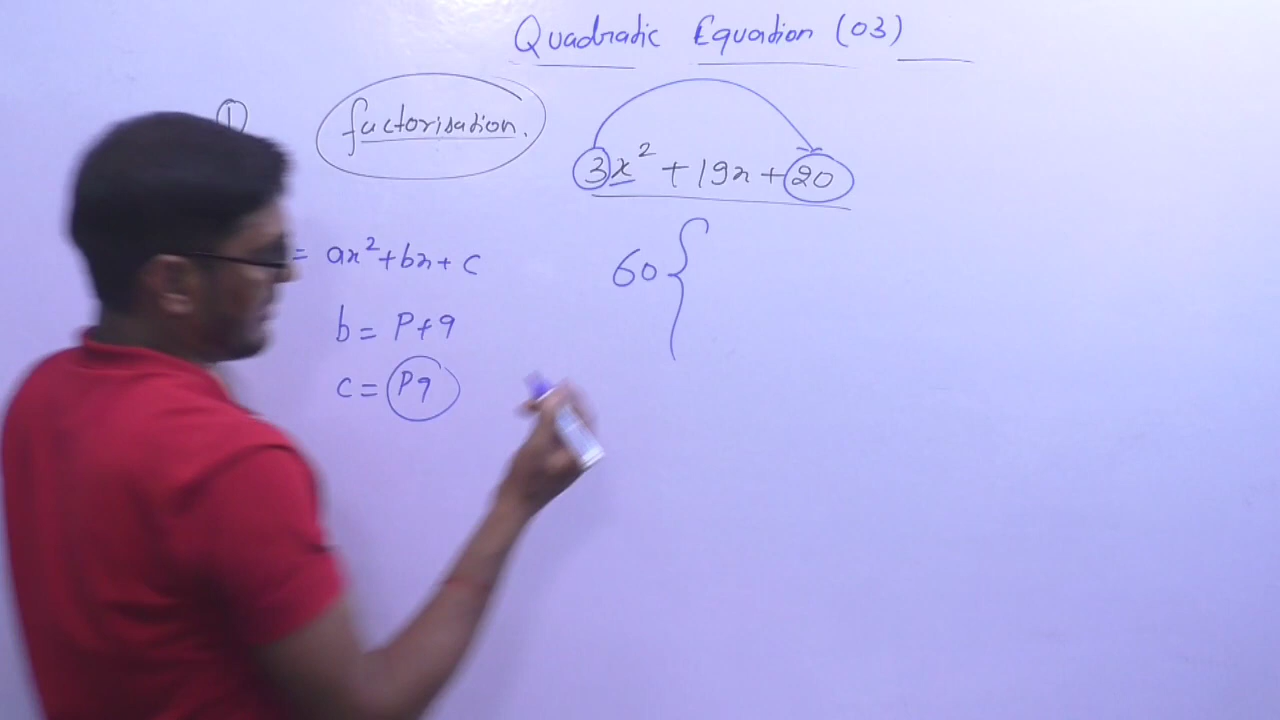 Quadratic Equation (03)
1
factorisation.
3x² + 19x + 20
= ax² + bx + c
60 {
b = P + q
c = Pq